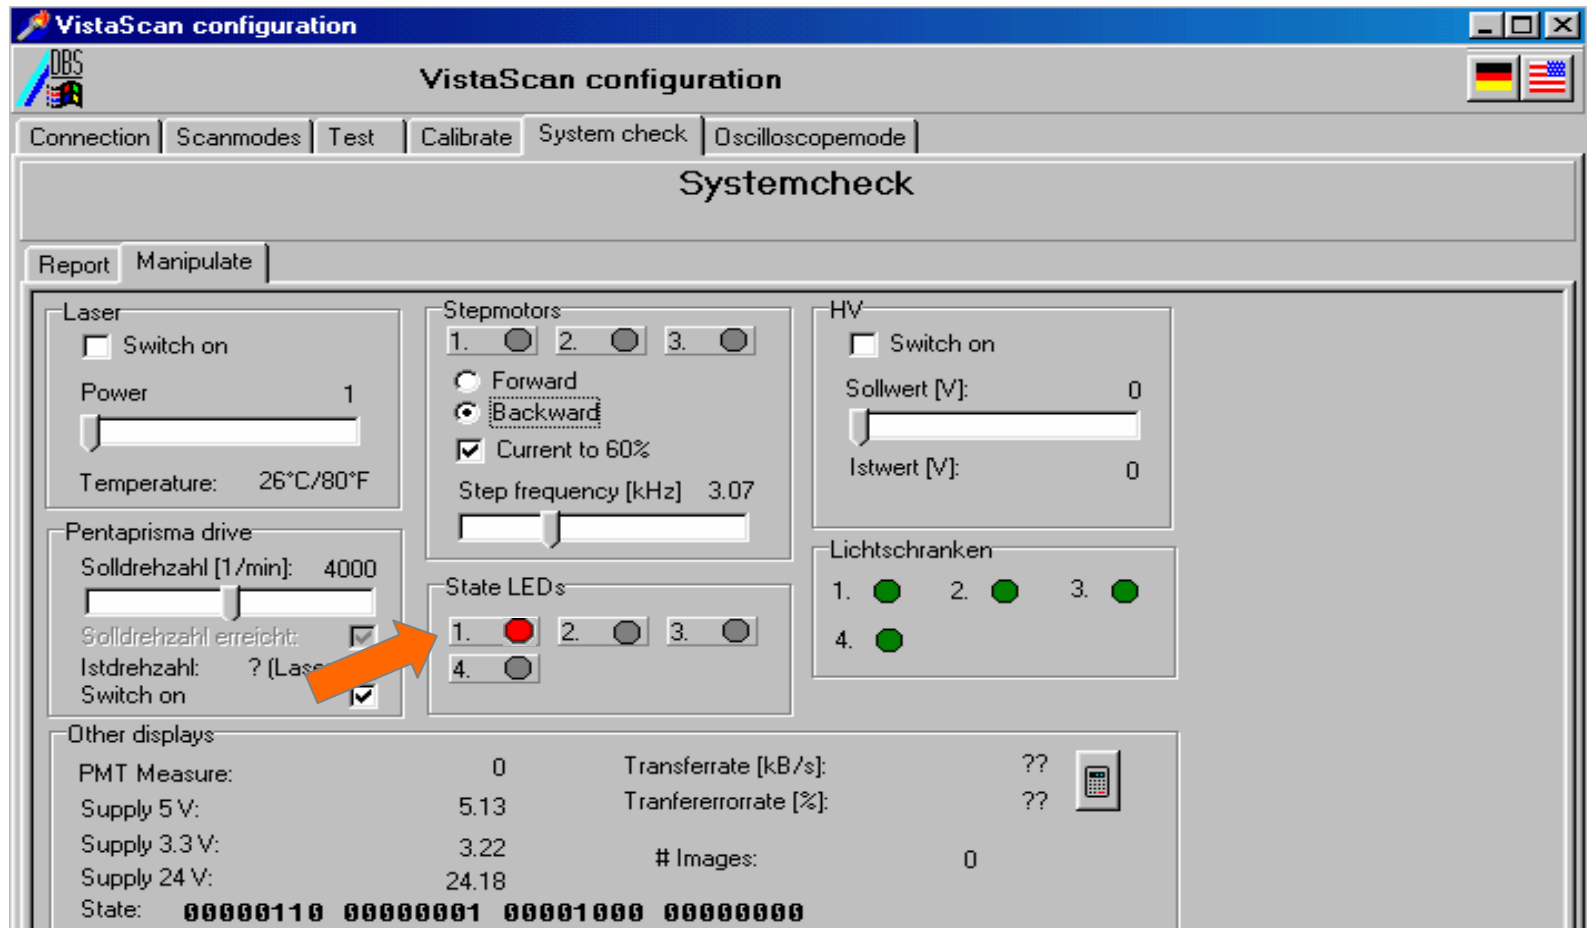 VistaScan configuration
DBS
VistaScan configuration
Connection Scanmodes Test Calibrate System check Oscilloscopemode
Systemcheck
Report Manipulate
Laser
Switch on
Power 1
Temperature: 26°C/80°F
Stepmotors
1. 2. 3.
Forward
Backward
Current to 60%
Step frequency [kHz] 3.07
HV
Switch on
Sollwert [V]: 0
Istwert [V]: 0
Pentaprisma drive
Solldrehzahl [1/min]: 4000
Solldrehzahl erreicht:
Istdrehzahl: ? (Laser
Switch on
State LEDs
1. 2. 3.
4.
Lichtschranken
1. 2. 3.
4.
Other displays
PMT Measure: 0
Supply 5 V: 5.13
Supply 3.3 V: 3.22
Supply 24 V: 24.18
State: 00000110 00000001 00001000 00000000
Transferrate [kB/s]: ??
Tranfererrorrate [%]: ??
# Images: 0